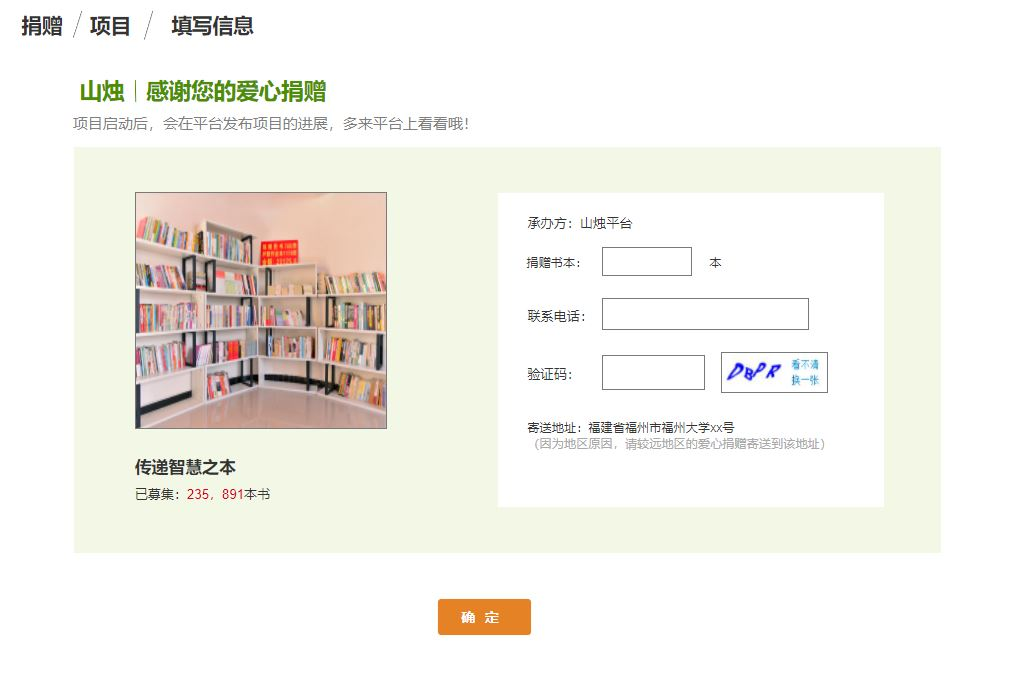 捐赠 / 项目 / 填写信息
山烛｜感谢您的爱心捐赠
项目启动后，会在平台发布项目的进展，多来平台上看看哦！
承办方：山烛平台
捐赠书本： 本
联系电话：
验证码： DBPR 看不清
换一张
寄送地址：福建省福州市福州大学xx号
（因为地区原因，请较远地区的爱心捐赠寄送到该地址）
传递智慧之本
已募集：235，891本书
确 定